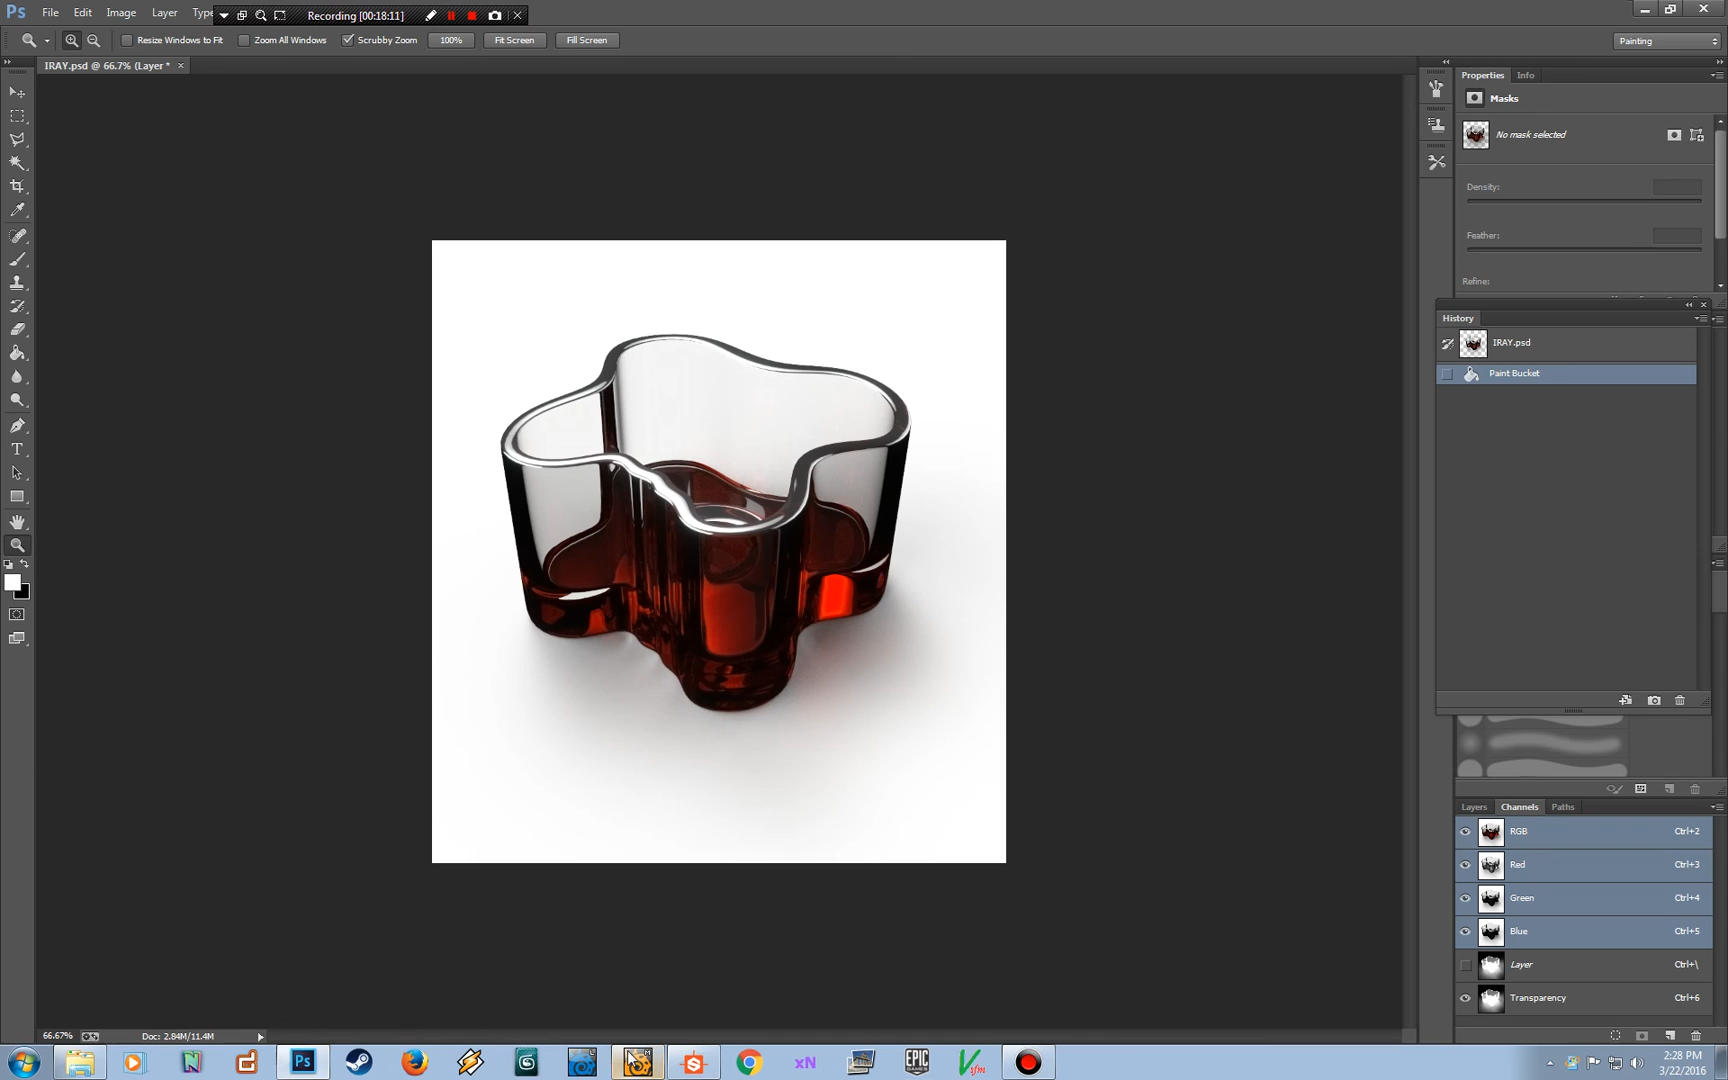 Ps File Edit Image Layer Type Recording [00:18:11]
Resize Windows to Fit Zoom All Windows Scrubby Zoom 100% Fit Screen Fill Screen Painting
IRAY.psd @ 66.7% (Layer * ×
Properties Info
Masks
No mask selected
Density:
Feather:
Refine:
History
IRAY.psd
Paint Bucket
Layers Channels Paths
RGB Ctrl+2
Red Ctrl+3
Green Ctrl+4
Blue Ctrl+5
Layer Ctrl+\
Transparency Ctrl+6
66.67% Doc: 2.84M/11.4M
Ps xN EPIC GAMES
2:28 PM
3/22/2016